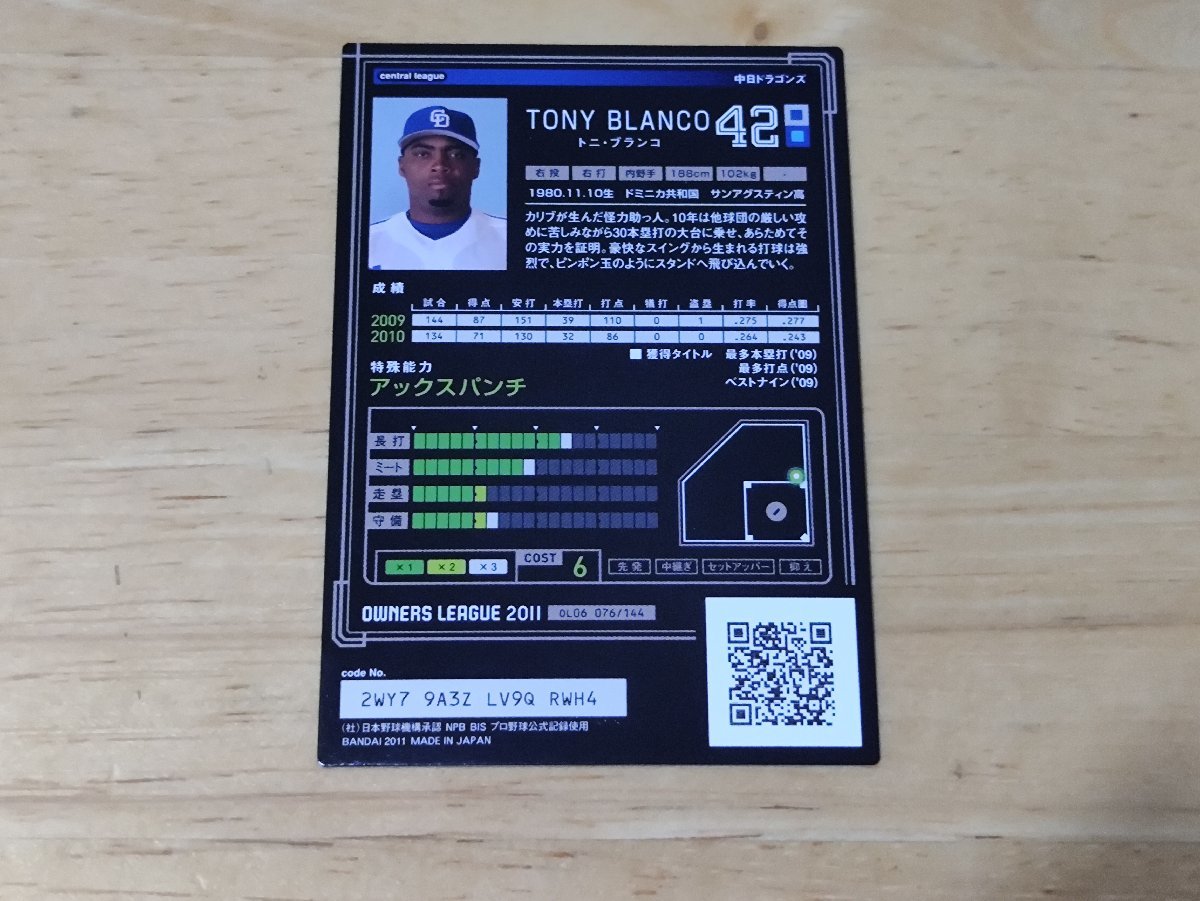 central league 中日ドラゴンズ
TONY BLANCO 42
トニ・ブランコ
右投 右打 内野手 188cm 102kg -
1980.11.10生 ドミニカ共和国 サンアグスティン高
カリブが生んだ怪力助っ人。10年は他球団の厳しい攻
めに苦しみながら30本塁打の大台に乗せ、あらためてそ
の実力を証明。豪快なスイングから生まれる打球は強
烈で、ピンポン玉のようにスタンドへ飛び込んでいく。
成績
試合 得点 安打 本塁打 打点 犠打 盗塁 打率 得点圏
2009 144 87 151 39 110 0 1 .275 .277
2010 134 71 130 32 86 0 0 .264 .243
獲得タイトル 最多本塁打('09)
最多打点('09)
ベストナイン('09)
特殊能力
アックスパンチ
長打
ミート
走塁
守備
×1 ×2 ×3 COST 6 先発 中継ぎ セットアッパー 抑え
OWNERS LEAGUE 2011 OL06 076/144
code No.
2WY7 9A3Z LV9Q RWH4
(社)日本野球機構承認 NPB BIS プロ野球公式記録使用
BANDAI 2011 MADE IN JAPAN